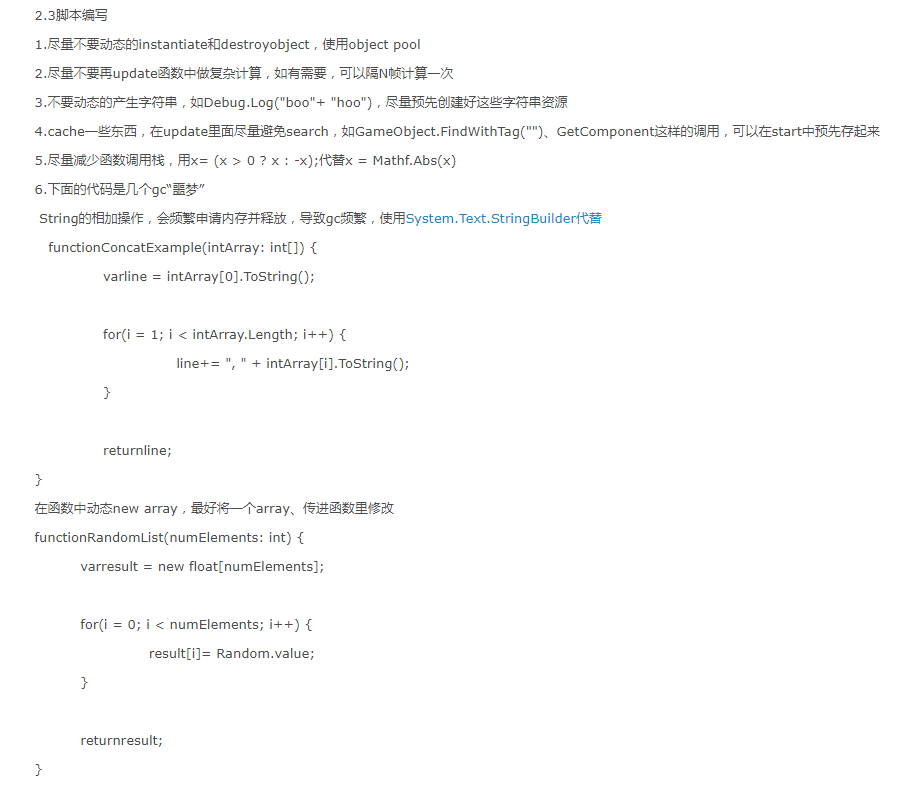 2.3脚本编写
1.尽量不要动态的instantiate和destroyobject，使用object pool
2.尽量不要再update函数中做复杂计算，如有需要，可以隔N帧计算一次
3.不要动态的产生字符串，如Debug.Log("boo"+ "hoo")，尽量预先创建好这些字符串资源
4.cache一些东西，在update里面尽量避免search，如GameObject.FindWithTag("")、GetComponent这样的调用，可以在start中预先存起来
5.尽量减少函数调用栈，用x= (x > 0 ? x : -x);代替x = Mathf.Abs(x)
6.下面的代码是几个gc“噩梦”
String的相加操作，会频繁申请内存并释放，导致gc频繁，使用System.Text.StringBuilder代替
functionConcatExample(intArray: int[]) {
varline = intArray[0].ToString();
for(i = 1; i < intArray.Length; i++) {
line+= ", " + intArray[i].ToString();
}
returnline;
}
在函数中动态new array，最好将一个array、传进函数里修改
functionRandomList(numElements: int) {
varresult = new float[numElements];
for(i = 0; i < numElements; i++) {
result[i]= Random.value;
}
returnresult;
}